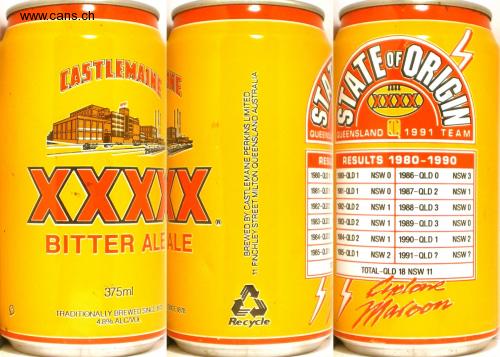 www.cans.ch
CASTLEMAINE
XXXX
BITTER ALE
375ml
TRADITIONALLY BREWED SINCE 1878
4.8% ALC/VOL
BREWED BY CASTLEMAINE PERKINS LIMITED
11 FINCHLEY STREET MILTON QUEENSLAND AUSTRALIA
Recycle
STATE OF ORIGIN
XXXX
QUEENSLAND 1991 TEAM
RESULTS 1980-1990
1980-QLD 1 NSW 0 1986-QLD 0 NSW 3
1981-QLD 1 NSW 0 1987-QLD 2 NSW 1
1982-QLD 2 NSW 1 1988-QLD 3 NSW 0
1983-QLD 2 NSW 1 1989-QLD 3 NSW 0
1984-QLD 2 NSW 1 1990-QLD 1 NSW 2
1985-QLD 1 NSW 2 1991-QLD ? NSW ?
TOTAL-QLD 18 NSW 11
Cyclone
Maroon